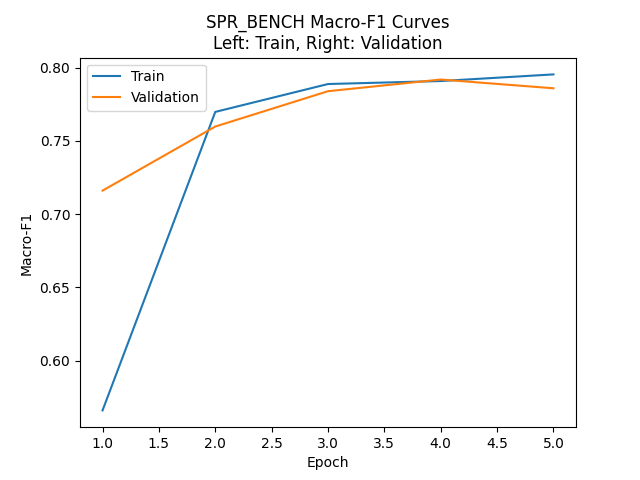 SPR_BENCH Macro-F1 Curves
Left: Train, Right: Validation
Train
Validation
Macro-F1
0.80
0.75
0.70
0.65
0.60
1.0 1.5 2.0 2.5 3.0 3.5 4.0 4.5 5.0
Epoch